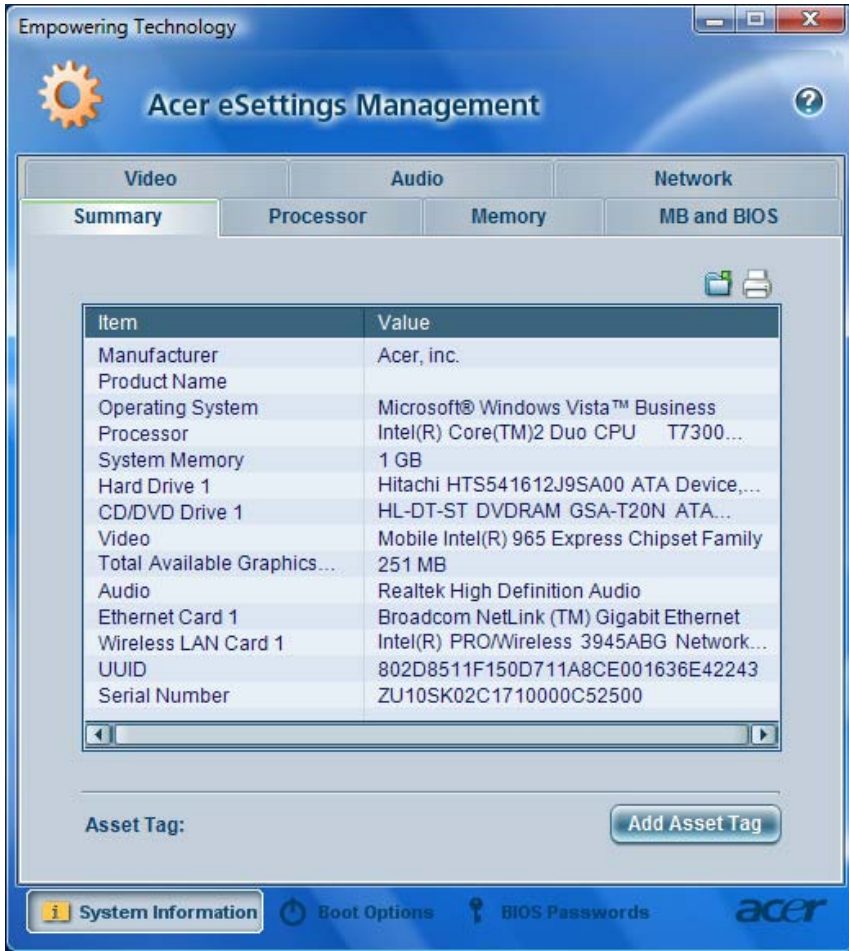 Empowering Technology
Acer eSettings Management
Video Audio Network
Summary Processor Memory MB and BIOS
Item Value
Manufacturer Acer, inc.
Product Name
Operating System Microsoft® Windows Vista™ Business
Processor Intel(R) Core(TM)2 Duo CPU T7300...
System Memory 1 GB
Hard Drive 1 Hitachi HTS541612J9SA00 ATA Device,...
CD/DVD Drive 1 HL-DT-ST DVDRAM GSA-T20N ATA...
Video Mobile Intel(R) 965 Express Chipset Family
Total Available Graphics... 251 MB
Audio Realtek High Definition Audio
Ethernet Card 1 Broadcom NetLink (TM) Gigabit Ethernet
Wireless LAN Card 1 Intel(R) PRO/Wireless 3945ABG Network...
UUID 802D8511F150D711A8CE001636E42243
Serial Number ZU10SK02C1710000C52500
Asset Tag: Add Asset Tag
System Information Boot Options BIOS Passwords acer